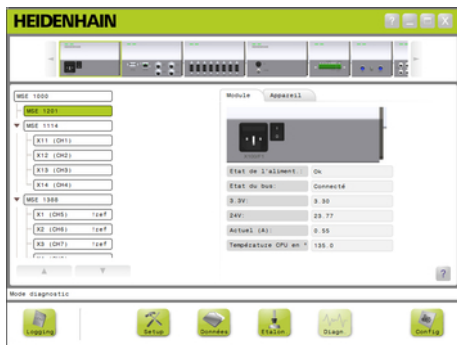 HEIDENHAIN
MSE 1000
MSE 1201
MSE 1114
X11 (CH1)
X12 (CH2)
X13 (CH3)
X14 (CH4)
MSE 1388
X1 (CH5) !ref
X2 (CH6) !ref
X3 (CH7) !ref
Module Appareil
Etat de l'aliment.: On
Etat du bus: Connecté
3.3V: 3.30
24V: 23.77
Actuel (A): 0.55
Température CPU en ° 135.0
?
Mode diagnostic
Logging
Setup
Données
Etalon
Diagn.
Config